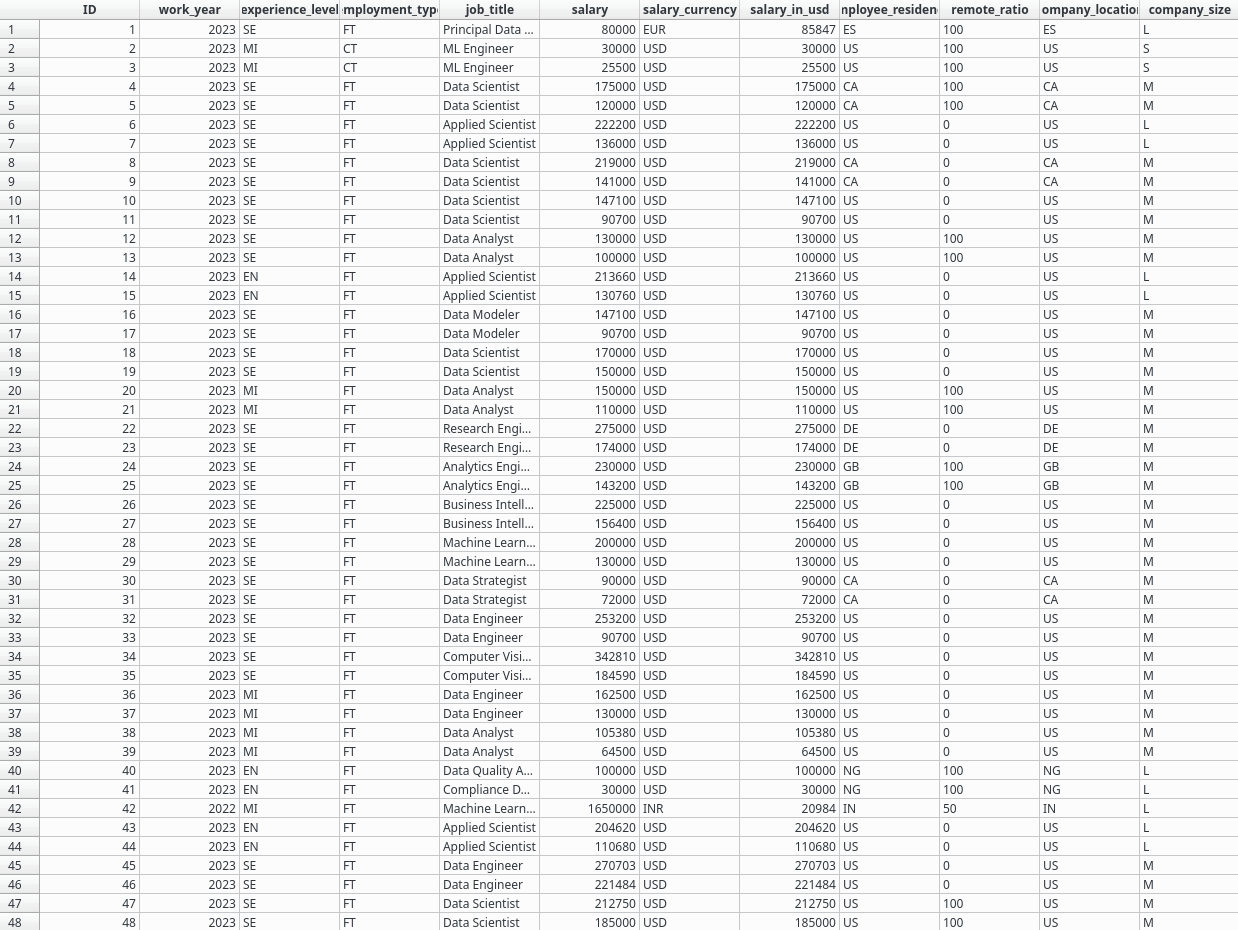 ID work_year experience_level mployment_type job_title salary salary_currency salary_in_usd mployee_residen remote_ratio ompany_location company_size
1 1 2023 SE FT Principal Data ... 80000 EUR 85847 ES 100 ES L
2 2 2023 MI CT ML Engineer 30000 USD 30000 US 100 US S
3 3 2023 MI CT ML Engineer 25500 USD 25500 US 100 US S
4 4 2023 SE FT Data Scientist 175000 USD 175000 CA 100 CA M
5 5 2023 SE FT Data Scientist 120000 USD 120000 CA 100 CA M
6 6 2023 SE FT Applied Scientist 222200 USD 222200 US 0 US L
7 7 2023 SE FT Applied Scientist 136000 USD 136000 US 0 US L
8 8 2023 SE FT Data Scientist 219000 USD 219000 CA 0 CA M
9 9 2023 SE FT Data Scientist 141000 USD 141000 CA 0 CA M
10 10 2023 SE FT Data Scientist 147100 USD 147100 US 0 US M
11 11 2023 SE FT Data Scientist 90700 USD 90700 US 0 US M
12 12 2023 SE FT Data Analyst 130000 USD 130000 US 100 US M
13 13 2023 SE FT Data Analyst 100000 USD 100000 US 100 US M
14 14 2023 EN FT Applied Scientist 213660 USD 213660 US 0 US L
15 15 2023 EN FT Applied Scientist 130760 USD 130760 US 0 US L
16 16 2023 SE FT Data Modeler 147100 USD 147100 US 0 US M
17 17 2023 SE FT Data Modeler 90700 USD 90700 US 0 US M
18 18 2023 SE FT Data Scientist 170000 USD 170000 US 0 US M
19 19 2023 SE FT Data Scientist 150000 USD 150000 US 0 US M
20 20 2023 MI FT Data Analyst 150000 USD 150000 US 100 US M
21 21 2023 MI FT Data Analyst 110000 USD 110000 US 100 US M
22 22 2023 SE FT Research Engi... 275000 USD 275000 DE 0 DE M
23 23 2023 SE FT Research Engi... 174000 USD 174000 DE 0 DE M
24 24 2023 SE FT Analytics Engi... 230000 USD 230000 GB 100 GB M
25 25 2023 SE FT Analytics Engi... 143200 USD 143200 GB 100 GB M
26 26 2023 SE FT Business Intell... 225000 USD 225000 US 0 US M
27 27 2023 SE FT Business Intell... 156400 USD 156400 US 0 US M
28 28 2023 SE FT Machine Learn... 200000 USD 200000 US 0 US M
29 29 2023 SE FT Machine Learn... 130000 USD 130000 US 0 US M
30 30 2023 SE FT Data Strategist 90000 USD 90000 CA 0 CA M
31 31 2023 SE FT Data Strategist 72000 USD 72000 CA 0 CA M
32 32 2023 SE FT Data Engineer 253200 USD 253200 US 0 US M
33 33 2023 SE FT Data Engineer 90700 USD 90700 US 0 US M
34 34 2023 SE FT Computer Visi... 342810 USD 342810 US 0 US M
35 35 2023 SE FT Computer Visi... 184590 USD 184590 US 0 US M
36 36 2023 MI FT Data Engineer 162500 USD 162500 US 0 US M
37 37 2023 MI FT Data Engineer 130000 USD 130000 US 0 US M
38 38 2023 MI FT Data Analyst 105380 USD 105380 US 0 US M
39 39 2023 MI FT Data Analyst 64500 USD 64500 US 0 US M
40 40 2023 EN FT Data Quality A... 100000 USD 100000 NG 100 NG L
41 41 2023 EN FT Compliance D... 30000 USD 30000 NG 100 NG L
42 42 2022 MI FT Machine Learn... 1650000 INR 20984 IN 50 IN L
43 43 2023 EN FT Applied Scientist 204620 USD 204620 US 0 US L
44 44 2023 EN FT Applied Scientist 110680 USD 110680 US 0 US L
45 45 2023 SE FT Data Engineer 270703 USD 270703 US 0 US M
46 46 2023 SE FT Data Engineer 221484 USD 221484 US 0 US M
47 47 2023 SE FT Data Scientist 212750 USD 212750 US 100 US M
48 48 2023 SE FT Data Scientist 185000 USD 185000 US 100 US M